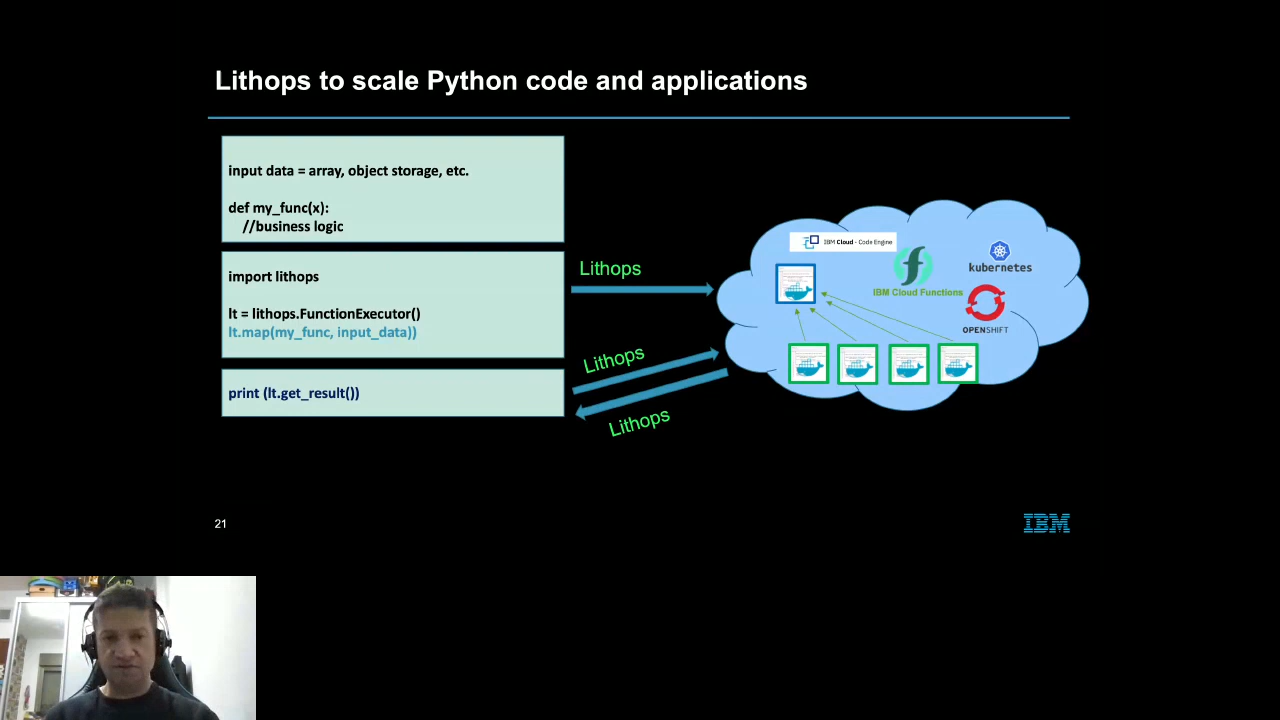 Lithops to scale Python code and applications
input data = array, object storage, etc.
def my_func(x):
//business logic
import lithops
lt = lithops.FunctionExecutor()
lt.map(my_func, input_data))
print (lt.get_result())
Lithops
Lithops
Lithops
IBM Cloud - Code Engine
IBM Cloud Functions
kubernetes
OPENSHIFT
21
IBM